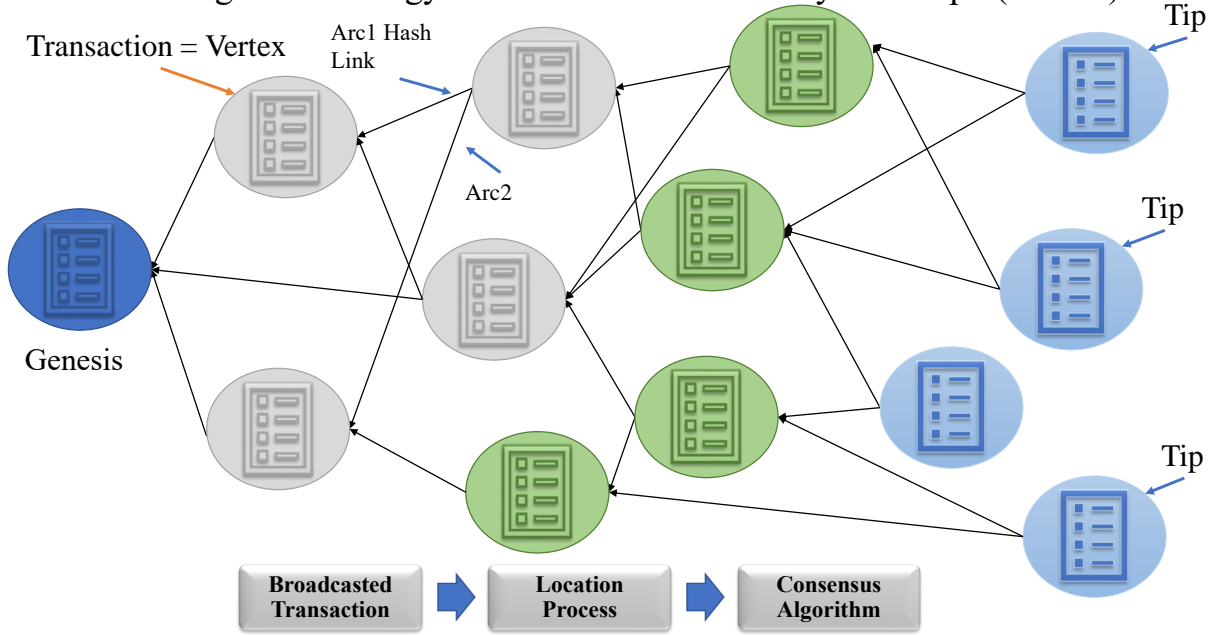 Tip
Transaction = Vertex
Arc1 Hash
Link
Arc2
Tip
Genesis
Tip
Broadcasted
Transaction
Location
Process
Consensus
Algorithm